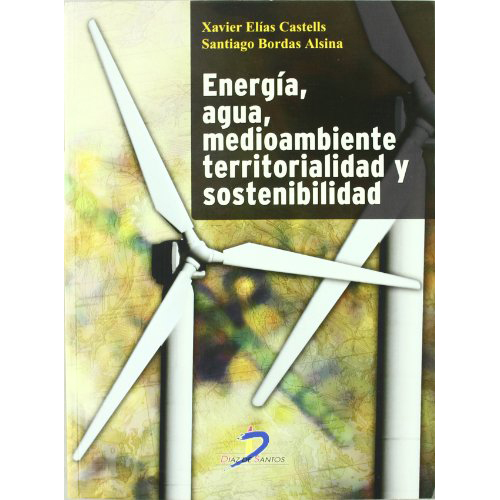 Xavier Elías Castells
Santiago Bordas Alsina
Energía,
agua,
medioambiente
territorialidad y
sostenibilidad
DÍAZ DE SANTOS